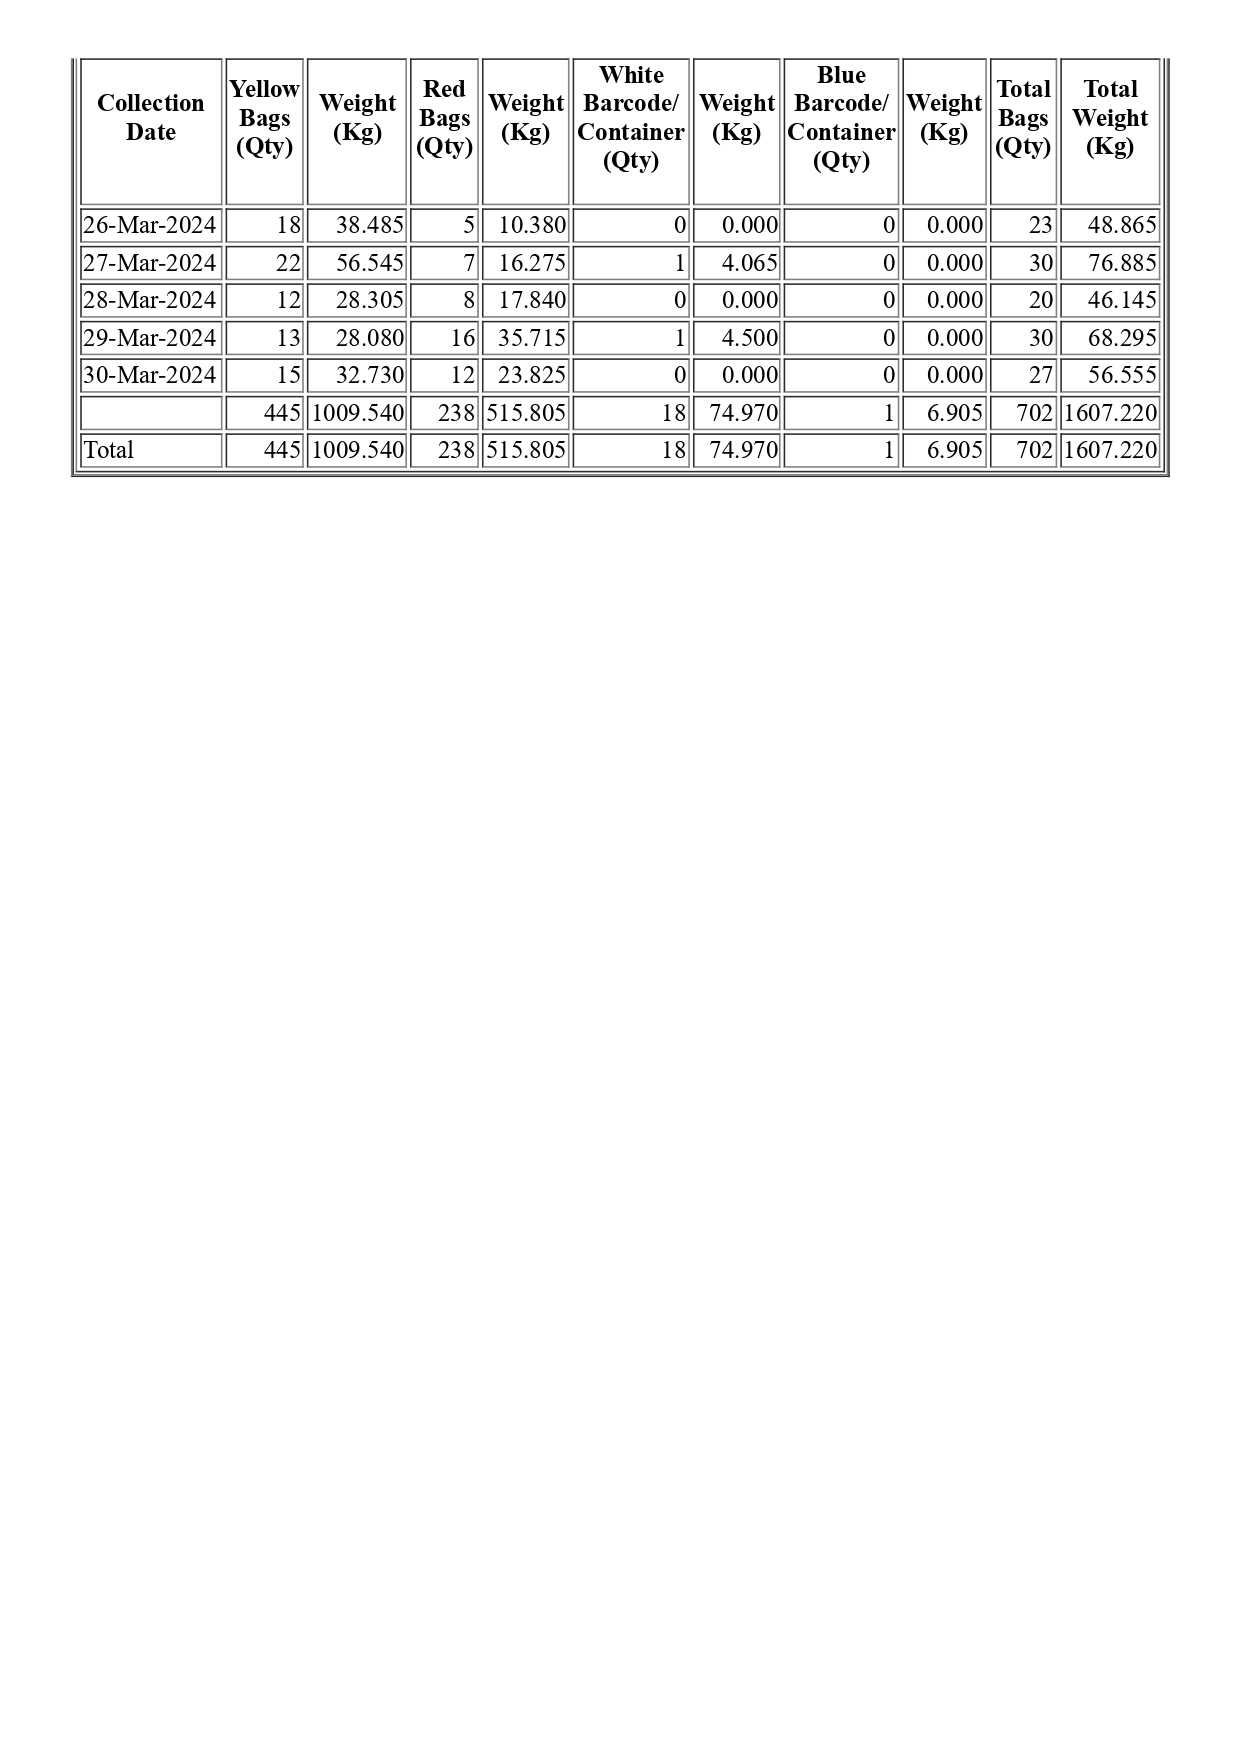 Collection Date | Yellow Bags (Qty) | Weight (Kg) | Red Bags (Qty) | Weight (Kg) | White Barcode/ Container (Qty) | Weight (Kg) | Blue Barcode/ Container (Qty) | Weight (Kg) | Total Bags (Qty) | Total Weight (Kg)
26-Mar-2024 18 38.485 5 10.380 0 0.000 0 0.000 23 48.865
27-Mar-2024 22 56.545 7 16.275 1 4.065 0 0.000 30 76.885
28-Mar-2024 12 28.305 8 17.840 0 0.000 0 0.000 20 46.145
29-Mar-2024 13 28.080 16 35.715 1 4.500 0 0.000 30 68.295
30-Mar-2024 15 32.730 12 23.825 0 0.000 0 0.000 27 56.555
445 1009.540 238 515.805 18 74.970 1 6.905 702 1607.220
Total 445 1009.540 238 515.805 18 74.970 1 6.905 702 1607.220